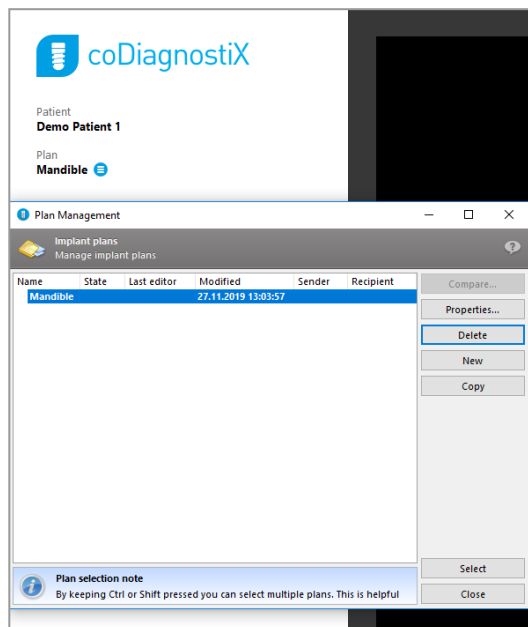 coDiagnostiX
Patient
Demo Patient 1
Plan
Mandible
Plan Management
Implant plans
Manage implant plans
Name State Last editor Modified Sender Recipient
Mandible 27.11.2019 13:03:57
Compare...
Properties...
Delete
New
Copy
Select
Close
Plan selection note
By keeping Ctrl or Shift pressed you can select multiple plans. This is helpful